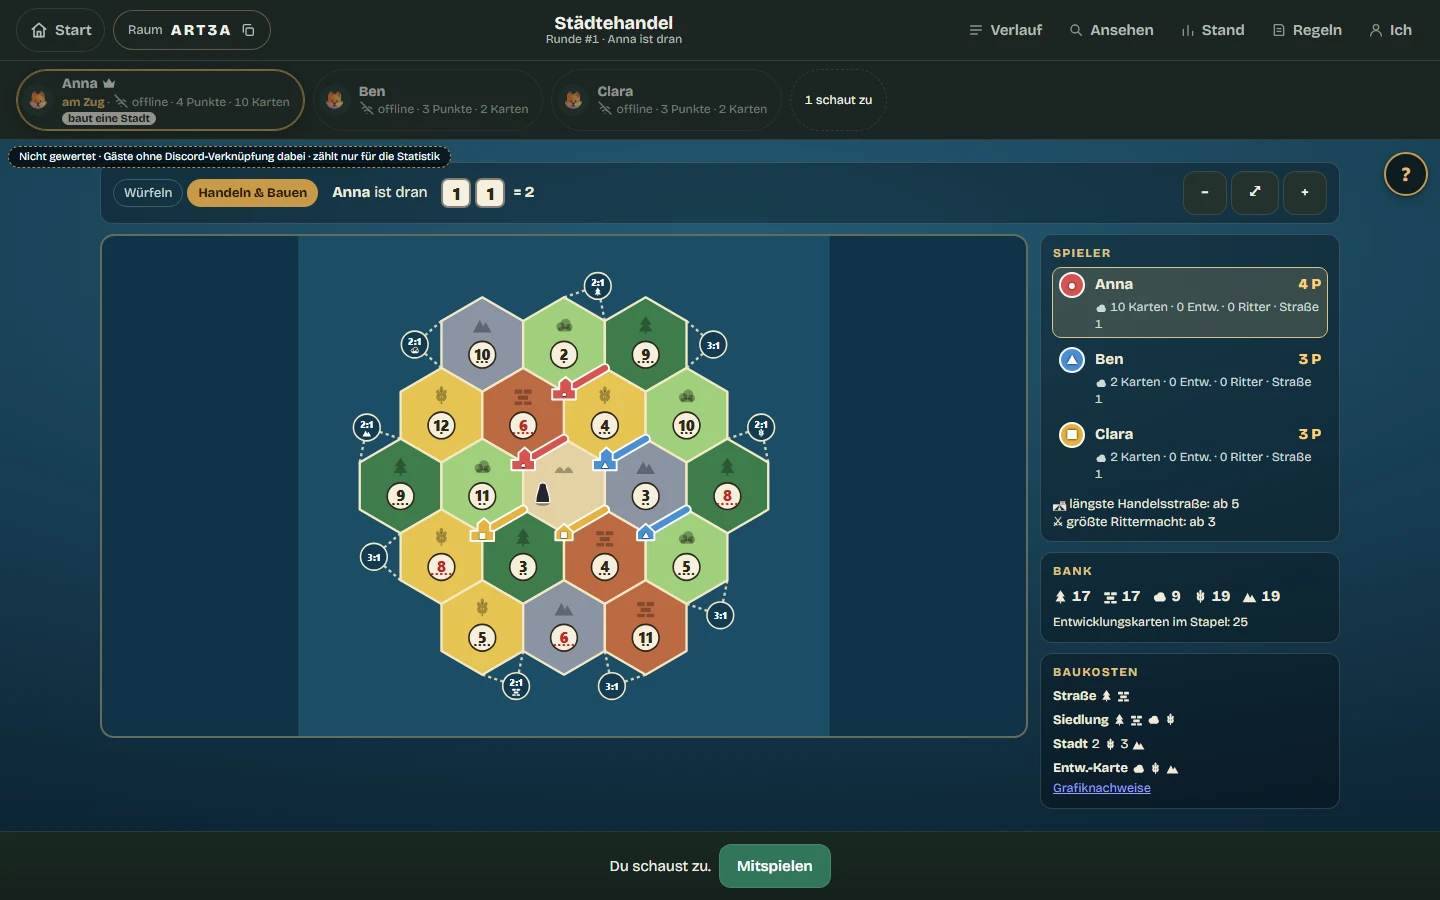 Start
Raum ART3A
Städtehandel
Runde #1 · Anna ist dran
Verlauf
Ansehen
Stand
Regeln
Ich
Anna
am Zug · offline · 4 Punkte · 10 Karten
baut eine Stadt
Ben
offline · 3 Punkte · 2 Karten
Clara
offline · 3 Punkte · 2 Karten
1 schaut zu
Nicht gewertet · Gäste ohne Discord-Verknüpfung dabei · zählt nur für die Statistik
?
Würfeln
Handeln & Bauen
Anna ist dran
1 1 = 2
−
+
2:1
2:1
3:1
10 2 9
2:1
2:1
12 6 4 10
9 11 3 8
3:1
8 3 4 5
3:1
5 6 11
2:1
3:1
SPIELER
Anna 4 P
10 Karten · 0 Entw. · 0 Ritter · Straße
1
Ben 3 P
2 Karten · 0 Entw. · 0 Ritter · Straße
1
Clara 3 P
2 Karten · 0 Entw. · 0 Ritter · Straße
1
längste Handelsstraße: ab 5
größte Rittermacht: ab 3
BANK
17 17 9 19 19
Entwicklungskarten im Stapel: 25
BAUKOSTEN
Straße
Siedlung
Stadt 2 3
Entw.-Karte
Grafiknachweise
Du schaust zu.
Mitspielen